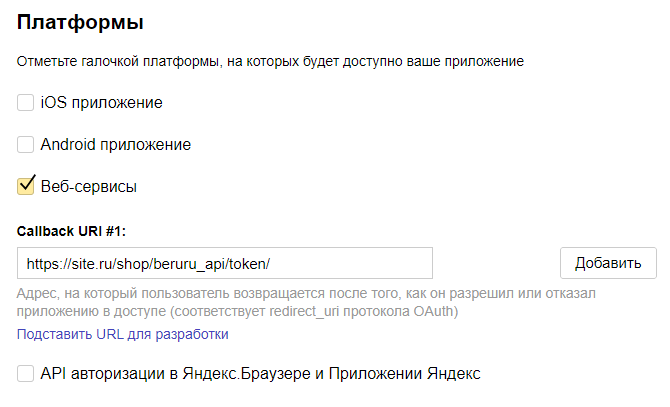 Платформы
Отметьте галочкой платформы, на которых будет доступно ваше приложение
iOS приложение
Android приложение
Веб-сервисы
Callback URI #1:
https://site.ru/shop/beruru_api/token/
Добавить
Адрес, на который пользователь возвращается после того, как он разрешил или отказал
приложению в доступе (соответствует redirect_uri протокола OAuth)
Подставить URL для разработки
API авторизации в Яндекс.Браузере и Приложении Яндекс